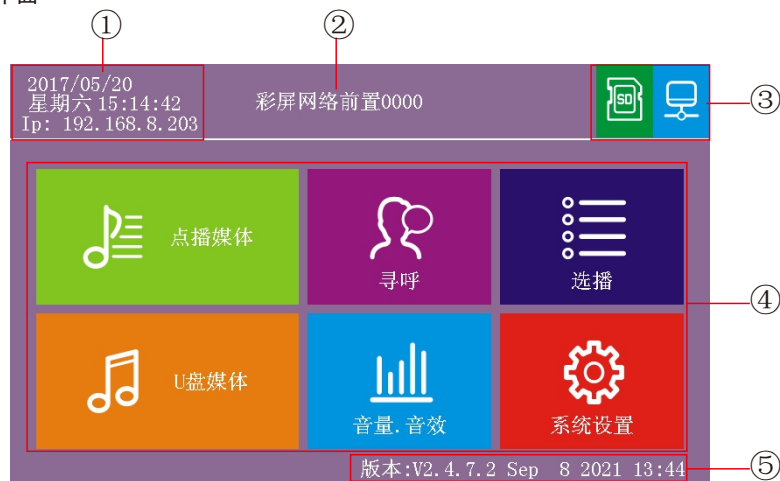 ①
②
2017/05/20
星期六 15:14:42
Ip: 192.168.8.203
彩屏网络前置0000
SD
③
点播媒体
寻呼
选播
④
U盘媒体
音量.音效
系统设置
版本:V2.4.7.2 Sep  8 2021 13:44
⑤